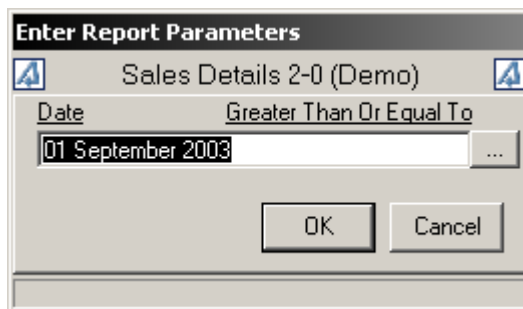 Enter Report Parameters
Sales Details 2-0 (Demo)
Date Greater Than Or Equal To
01 September 2003 ...
OK Cancel